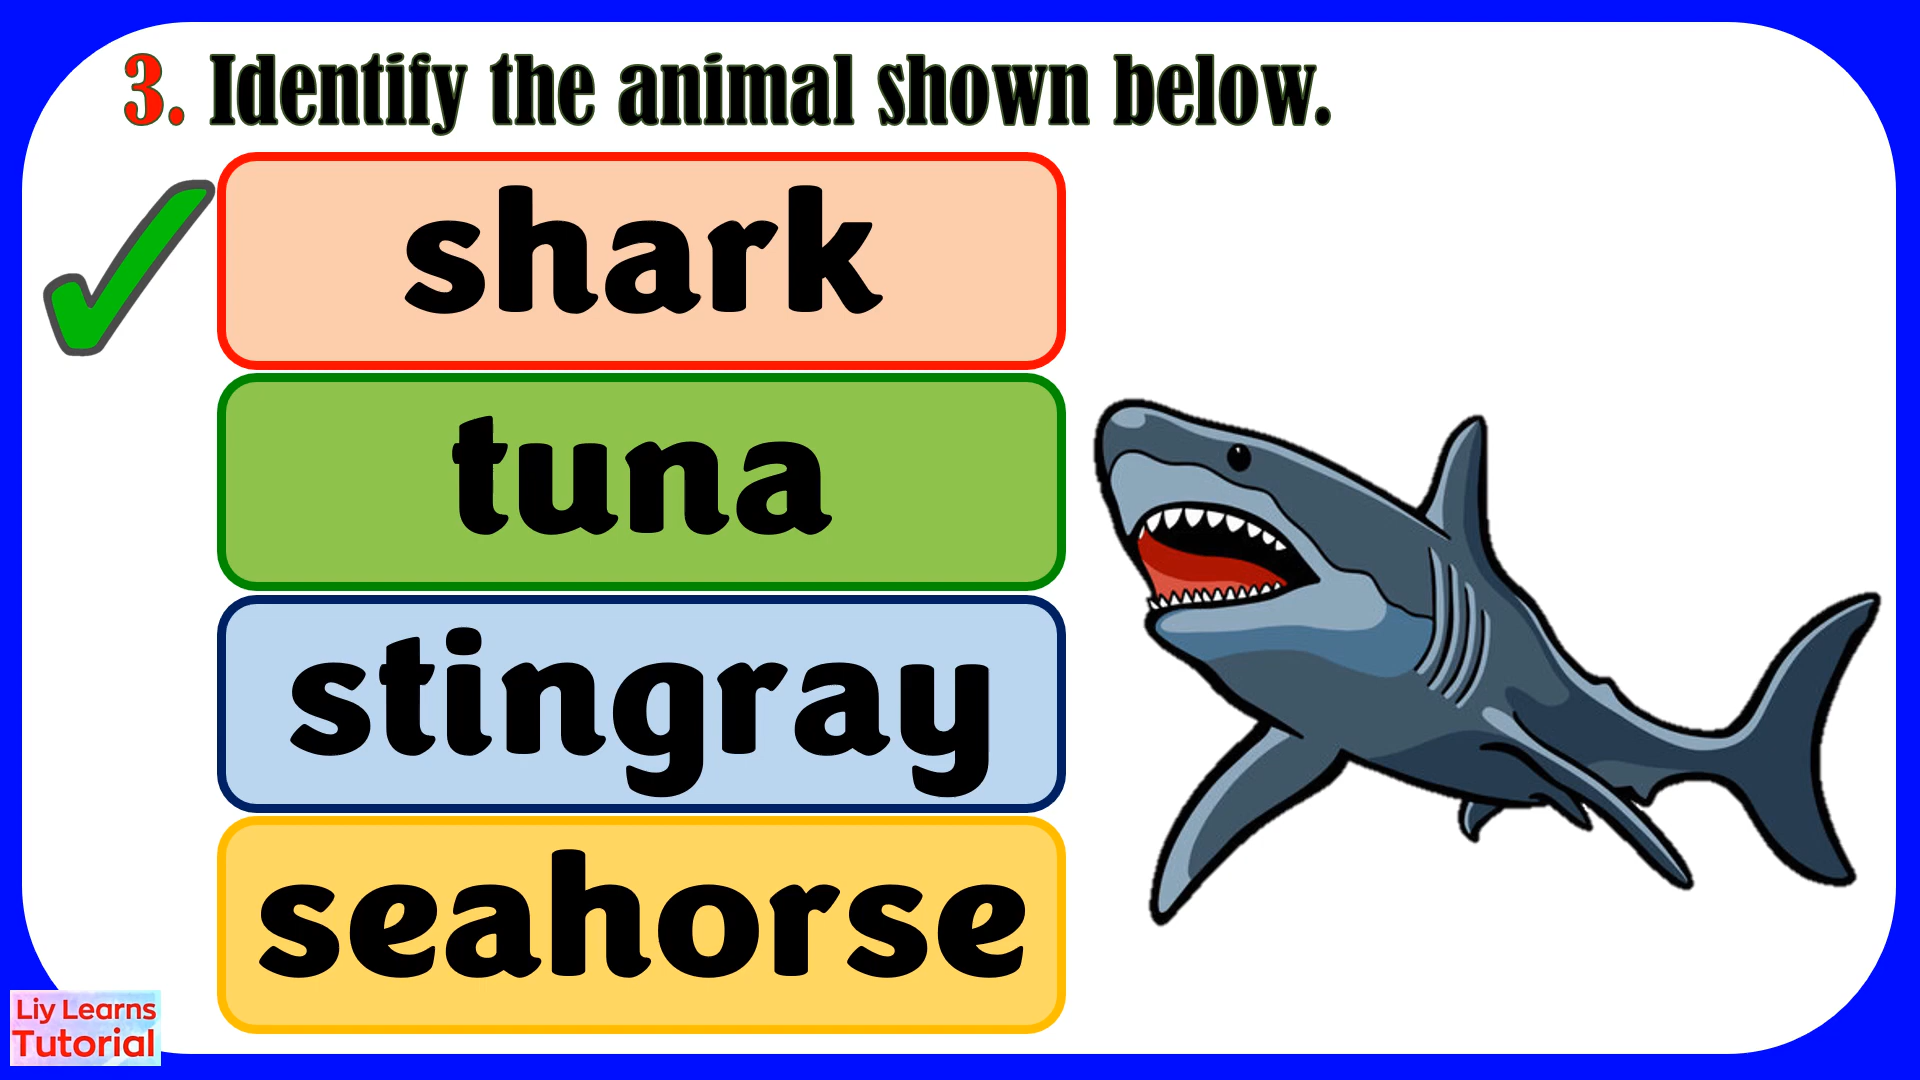 3. Identify the animal shown below.
shark
tuna
stingray
seahorse
Liy Learns
Tutorial